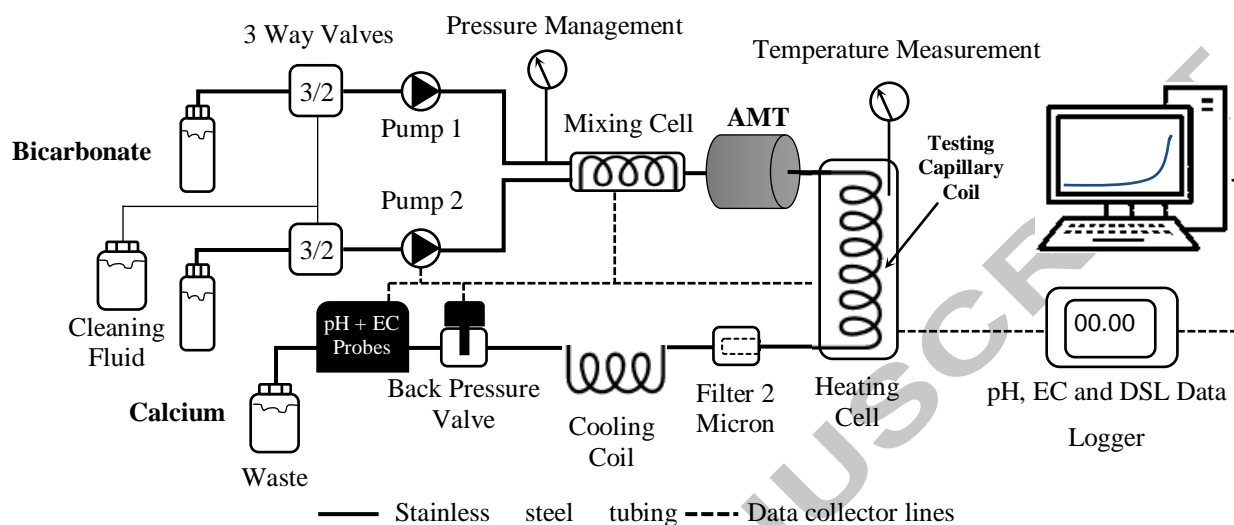 3 Way Valves
Pressure Management
Temperature Measurement
3/2
Pump 1
Mixing Cell
AMT
Bicarbonate
Testing
Capillary
Coil
Pump 2
3/2
Cleaning
Fluid
pH + EC
Probes
00.00
Calcium
Back Pressure
Valve
Filter 2
Micron
Heating
Cell
pH, EC and DSL Data
Logger
Cooling
Coil
Waste
Stainless steel tubing
Data collector lines